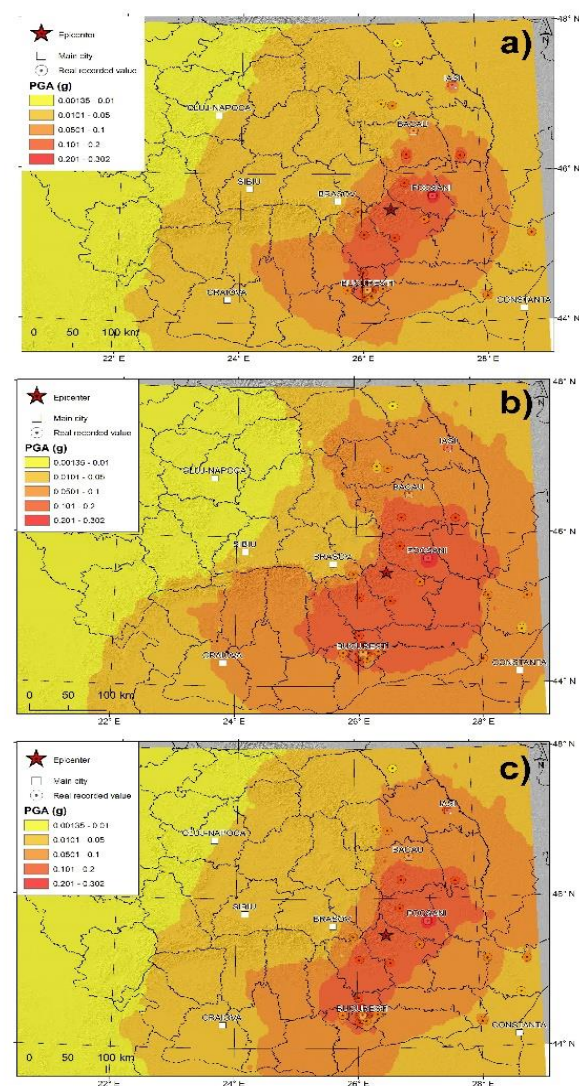 a)
48° N
N
Epicenter
Main city
Real recorded value
PGA (g)
0.00135 - 0.01
0.0101 - 0.05
0.0501 - 0.1
0.101 - 0.2
0.201 - 0.302
IASI
CLUJ-NAPOCA
BACAU
46° N
SIBIU
BRASOV
FOCSANI
BUCURESTI
CRAIOVA
CONSTANTA
44° N
0 50 100 km
22° E
24° E
26° E
28° E
b)
48° N
Epicenter
Main city
Real recorded value
PGA (g)
0.00135 - 0.01
0.0101 - 0.05
0.0501 - 0.1
0.101 - 0.2
0.201 - 0.302
IASI
CLUJ-NAPOCA
BACAU
46° N
SIBIU
BRASOV
FOCSANI
BUCURESTI
CRAIOVA
CONSTANTA
44° N
0 50 100 km
22° E
24° E
26° E
28° E
c)
48° N
Epicenter
Main city
Real recorded value
PGA (g)
0.00135 - 0.01
0.0101 - 0.05
0.0501 - 0.1
0.101 - 0.2
0.201 - 0.302
IASI
CLUJ-NAPOCA
BACAU
SIBIU
BRASOV
FOCSANI
BUCURESTI
CRAIOVA
CONSTANTA
44° N
0 50 100 km
22° E
24° E
26° E
28° E